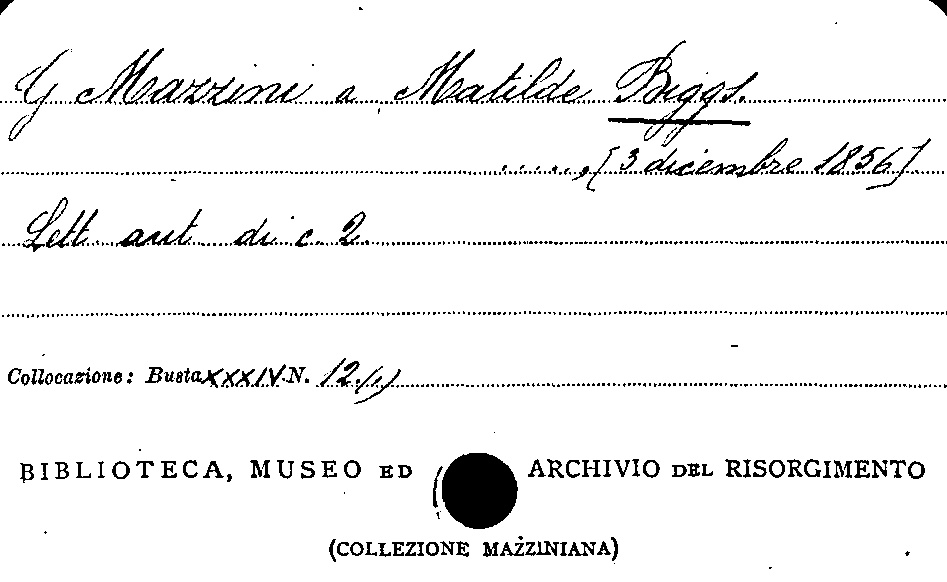 G Mazzini a Matilde Biggs.
....., [3 dicembre 1856]
Lett. aut. di c. 2.
Collocazione: Busta XXXIV. N. 12.(1)
BIBLIOTECA, MUSEO ED ARCHIVIO DEL RISORGIMENTO
(COLLEZIONE MAZZINIANA)